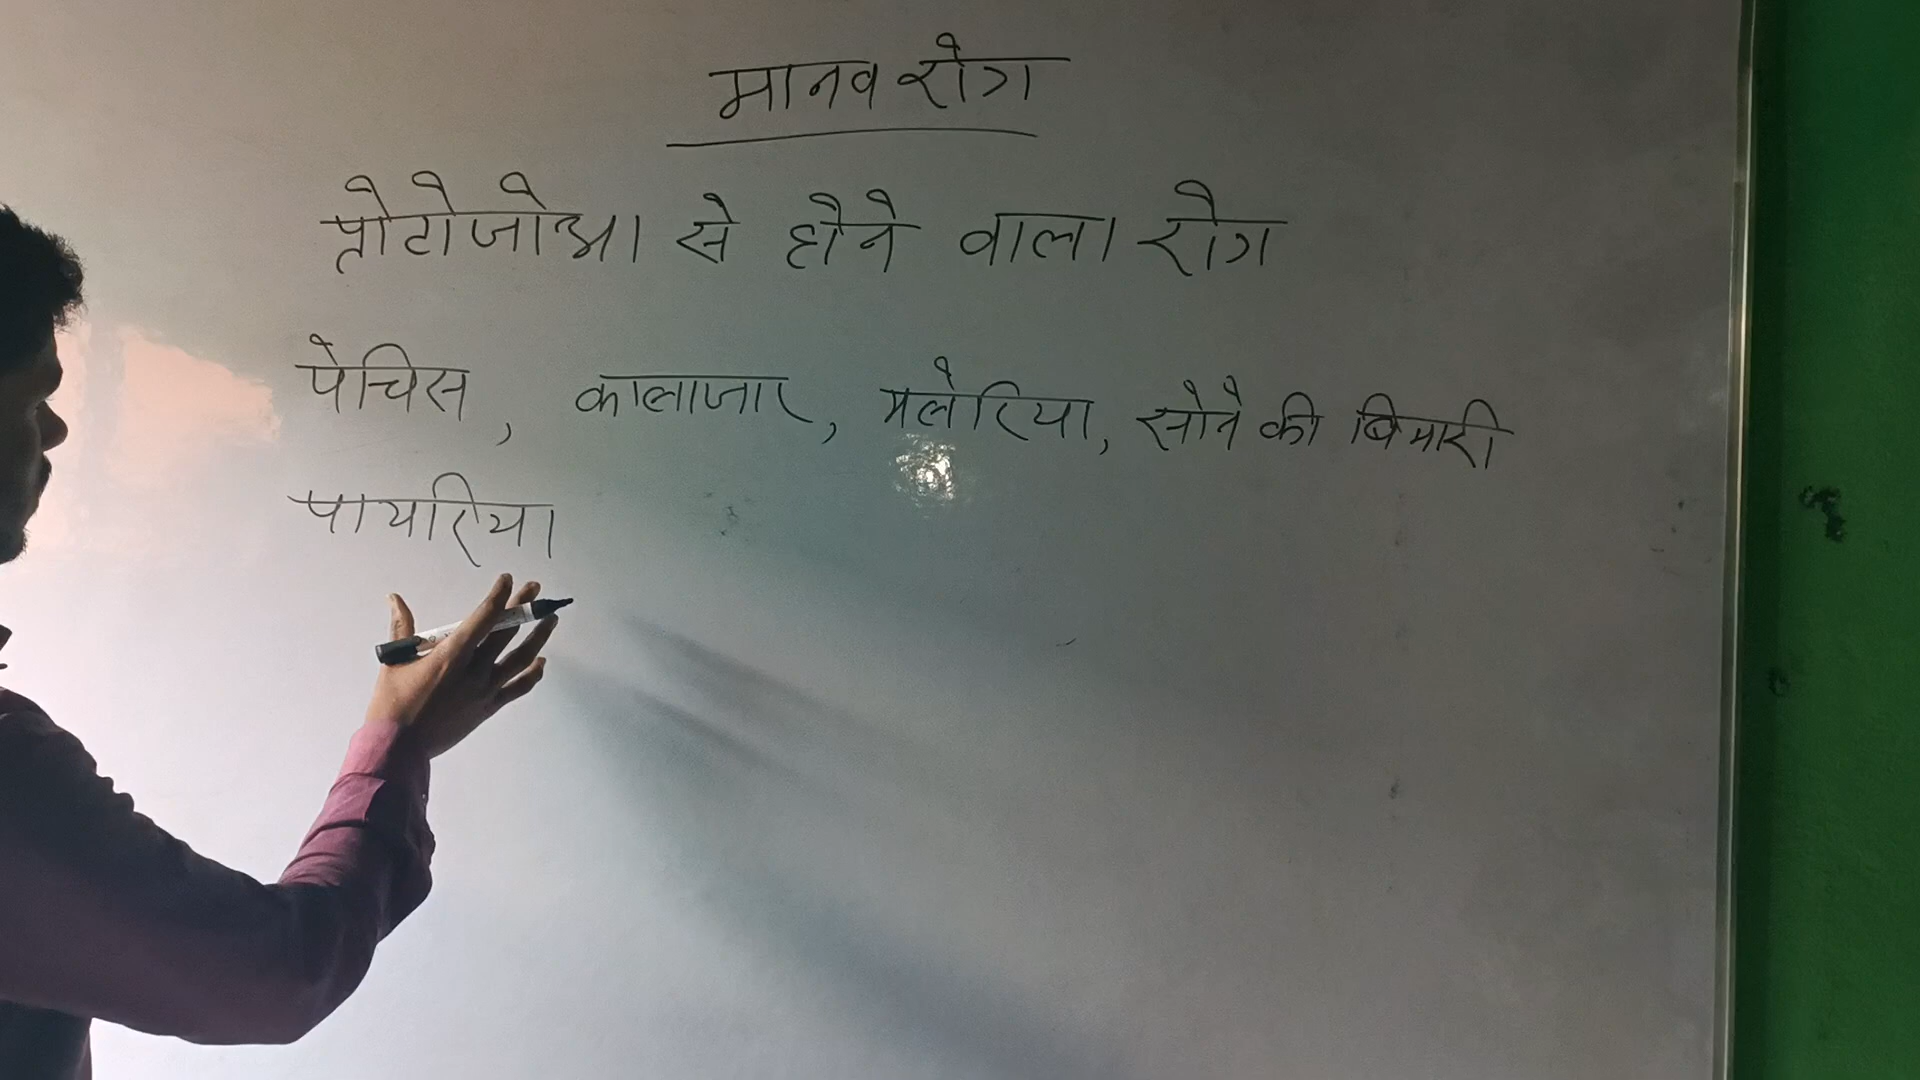 मानव रोग
प्रोटोजोआ से होने वाला रोग
पेचिस, कालाजार, मलेरिया, सोने की बिमारी
पायरिया